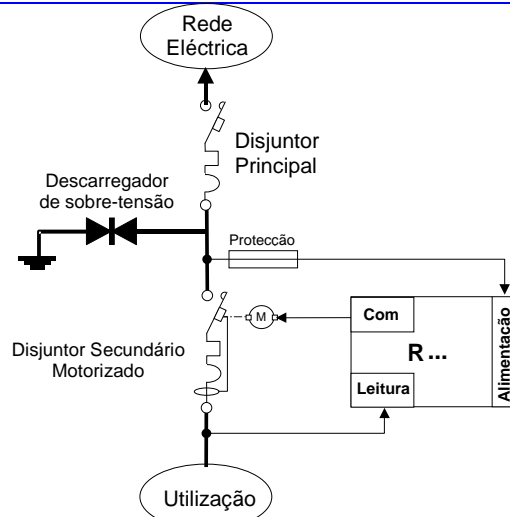 Rede
Eléctrica
Disjuntor
Principal
Descarregador
de sobre-tensão
Protecção
M
Com
R ...
Alimentação
Disjuntor Secundário
Motorizado
Leitura
Utilização